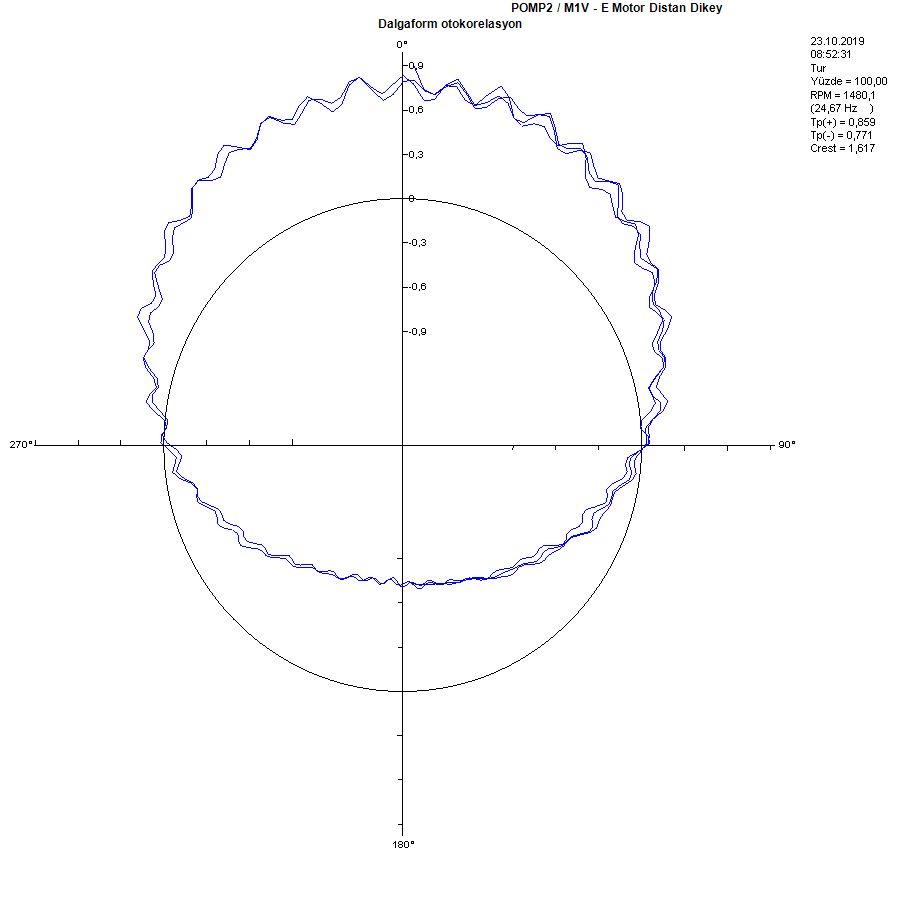 POMP2 / M1V - E Motor Distan Dikey
Dalgaform otokorelasyon
0°
23.10.2019
08:52:31
Tur
Yüzde = 100,00
RPM = 1480,1
(24,67 Hz )
Tp(+) = 0,859
Tp(-) = 0,771
Crest = 1,617
0,9
0,6
0,3
0
-0,3
-0,6
-0,9
270°
90°
180°